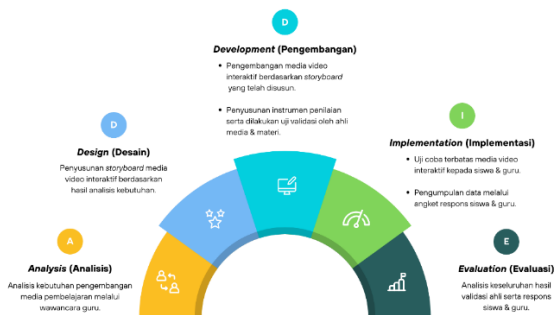 D
Development (Pengembangan)
• Pengembangan media video
interaktif berdasarkan storyboard
yang telah disusun.
• Penyusunan instrumen penilaian
serta dilakukan uji validasi oleh ahli
media & materi.
D
Design (Desain)
Penyusunan storyboard media
video interaktif berdasarkan
hasil analisis kebutuhan.
I
Implementation (Implementasi)
• Uji coba terbatas media video
interaktif kepada siswa & guru.
• Pengumpulan data melalui
angket respons siswa & guru.
A
Analysis (Analisis)
Analisis kebutuhan pengembangan
media pembelajaran melalui
wawancara guru.
E
Evaluation (Evaluasi)
Analisis keseluruhan hasil
validasi ahli serta respons
siswa & guru.